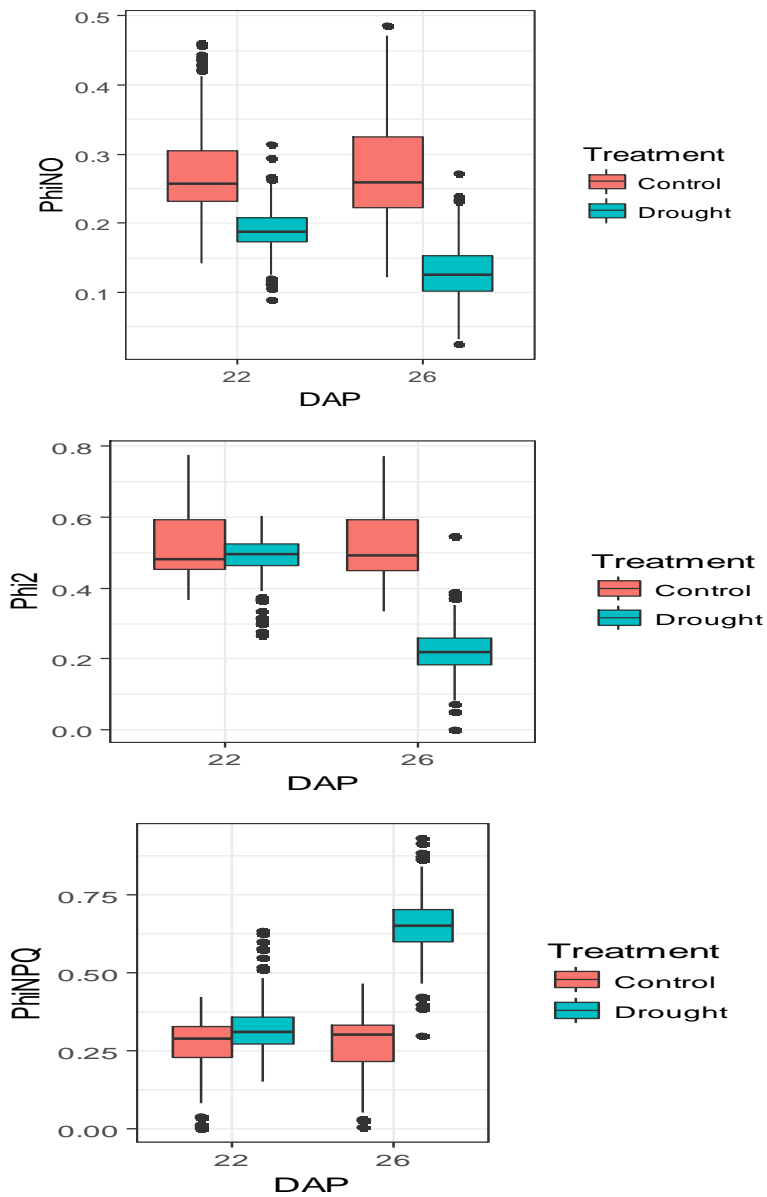 0.5
0.4
0.3
0.2
0.1
PhiNO
22 26
DAP
Treatment
Control
Drought
0.8
0.6
0.4
0.2
0.0
Phi2
22 26
DAP
Treatment
Control
Drought
0.75
0.50
0.25
0.00
PhiNPQ
22 26
DAP
Treatment
Control
Drought